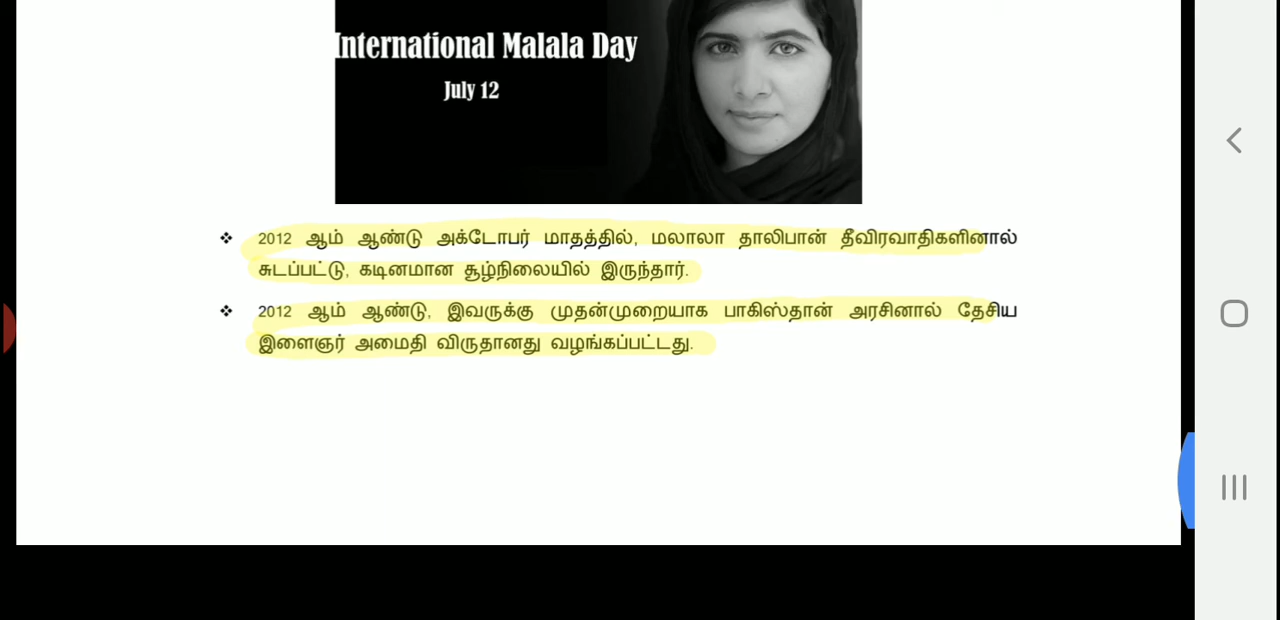 International Malala Day
July 12
❖ 2012 ஆம் ஆண்டு அக்டோபர் மாதத்தில், மலாலா தாலிபான் தீவிரவாதிகளினால்
சுடப்பட்டு, கடினமான சூழ்நிலையில் இருந்தார்.
❖ 2012 ஆம் ஆண்டு, இவருக்கு முதன்முறையாக பாகிஸ்தான் அரசினால் தேசிய
இளைஞர் அமைதி விருதானது வழங்கப்பட்டது.